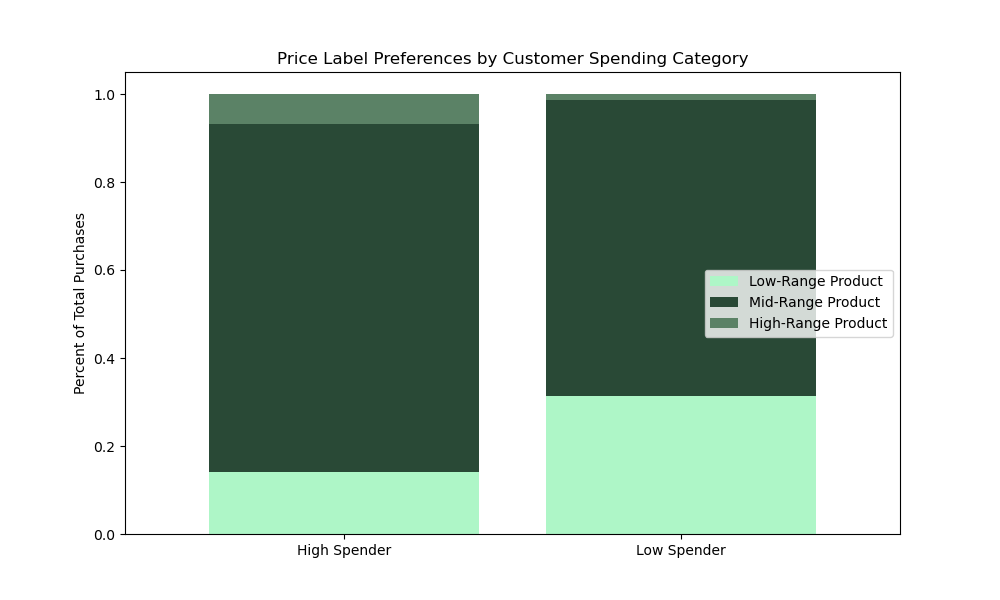 Price Label Preferences by Customer Spending Category
Percent of Total Purchases
1.0
0.8
0.6
0.4
0.2
0.0
Low-Range Product
Mid-Range Product
High-Range Product
High Spender
Low Spender